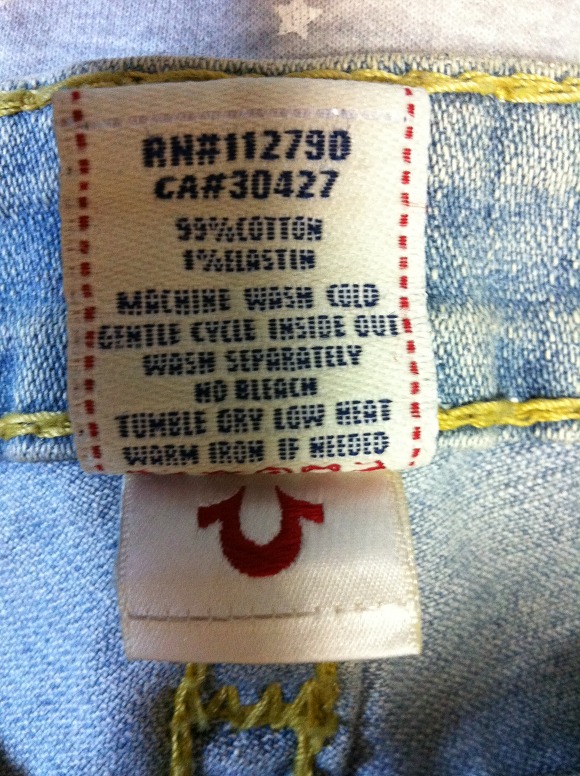 RN#112790
CA#30427
99%COTTON
1%ELASTIN
MACHINE WASH COLD
GENTLE CYCLE INSIDE OUT
WASH SEPARATELY
NO BLEACH
TUMBLE DRY LOW HEAT
WARM IRON IF NEEDED